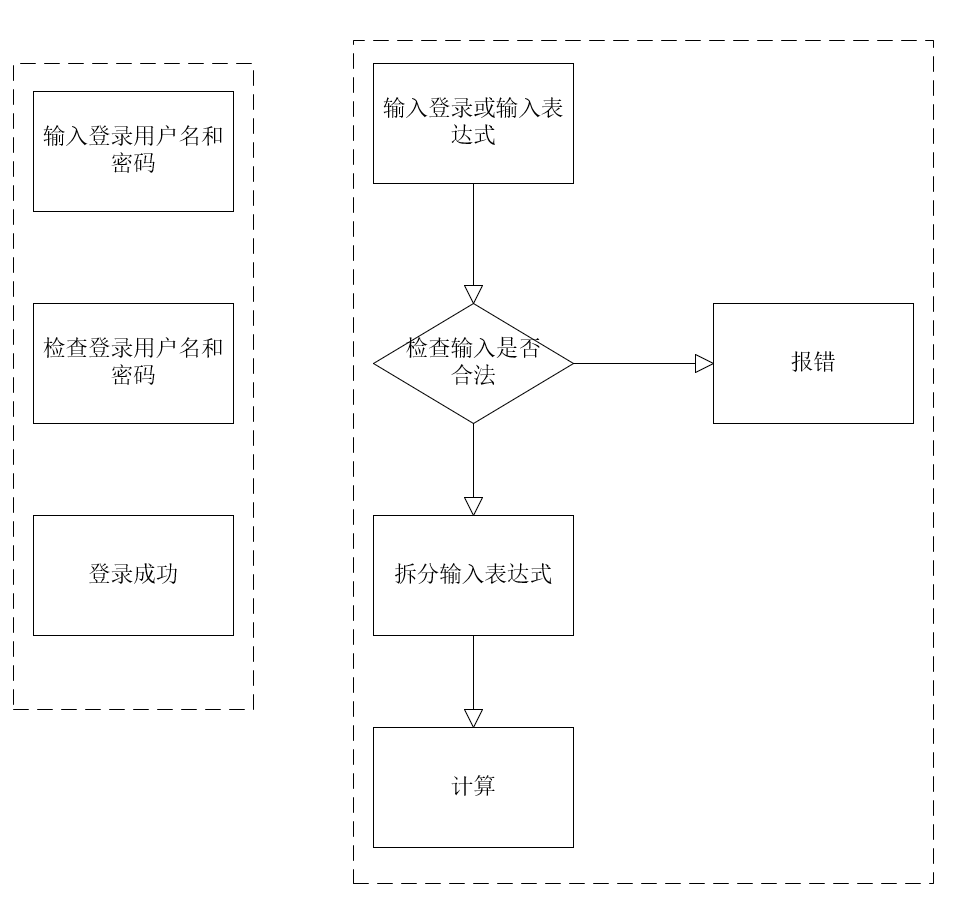 输入登录用户名和
密码
检查登录用户名和
密码
登录成功
输入登录或输入表
达式
检查输入是否
合法
报错
拆分输入表达式
计算